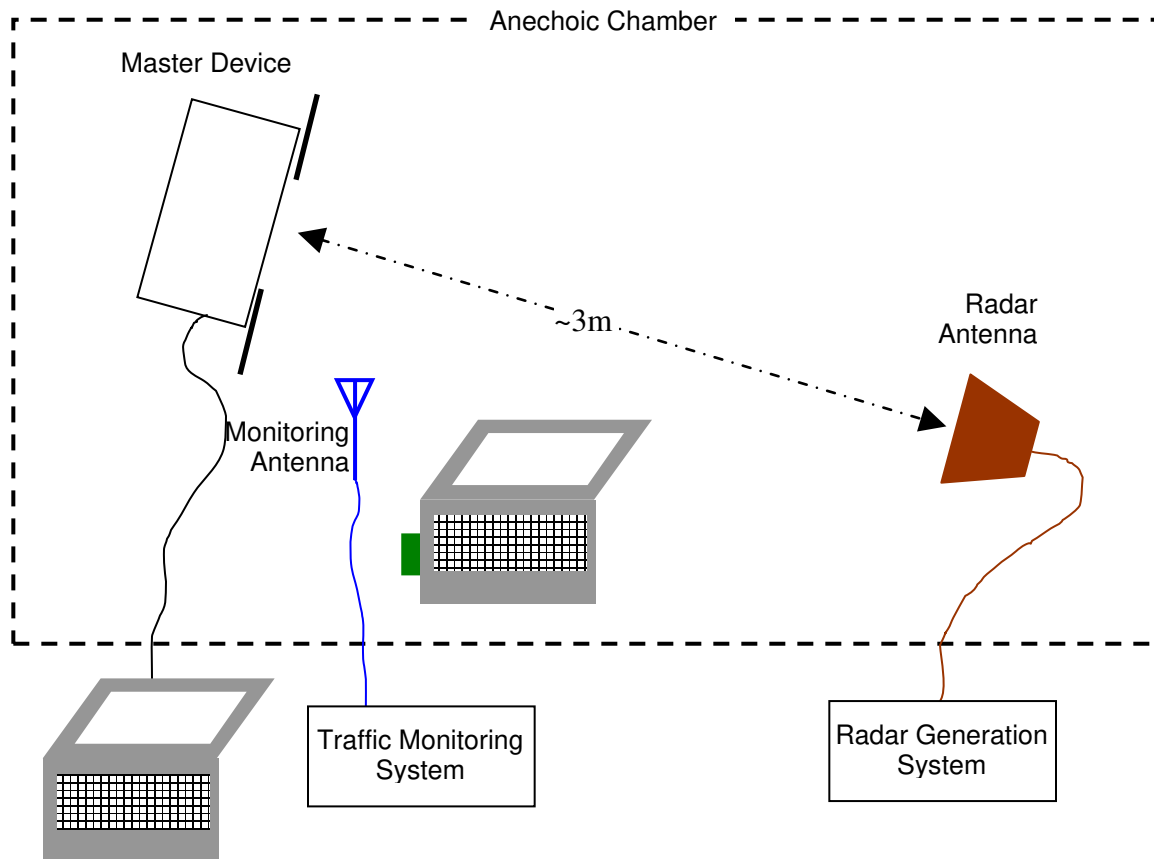 Anechoic Chamber
Master Device
~3m
Radar
Antenna
Monitoring
Antenna
Traffic Monitoring
System
Radar Generation
System